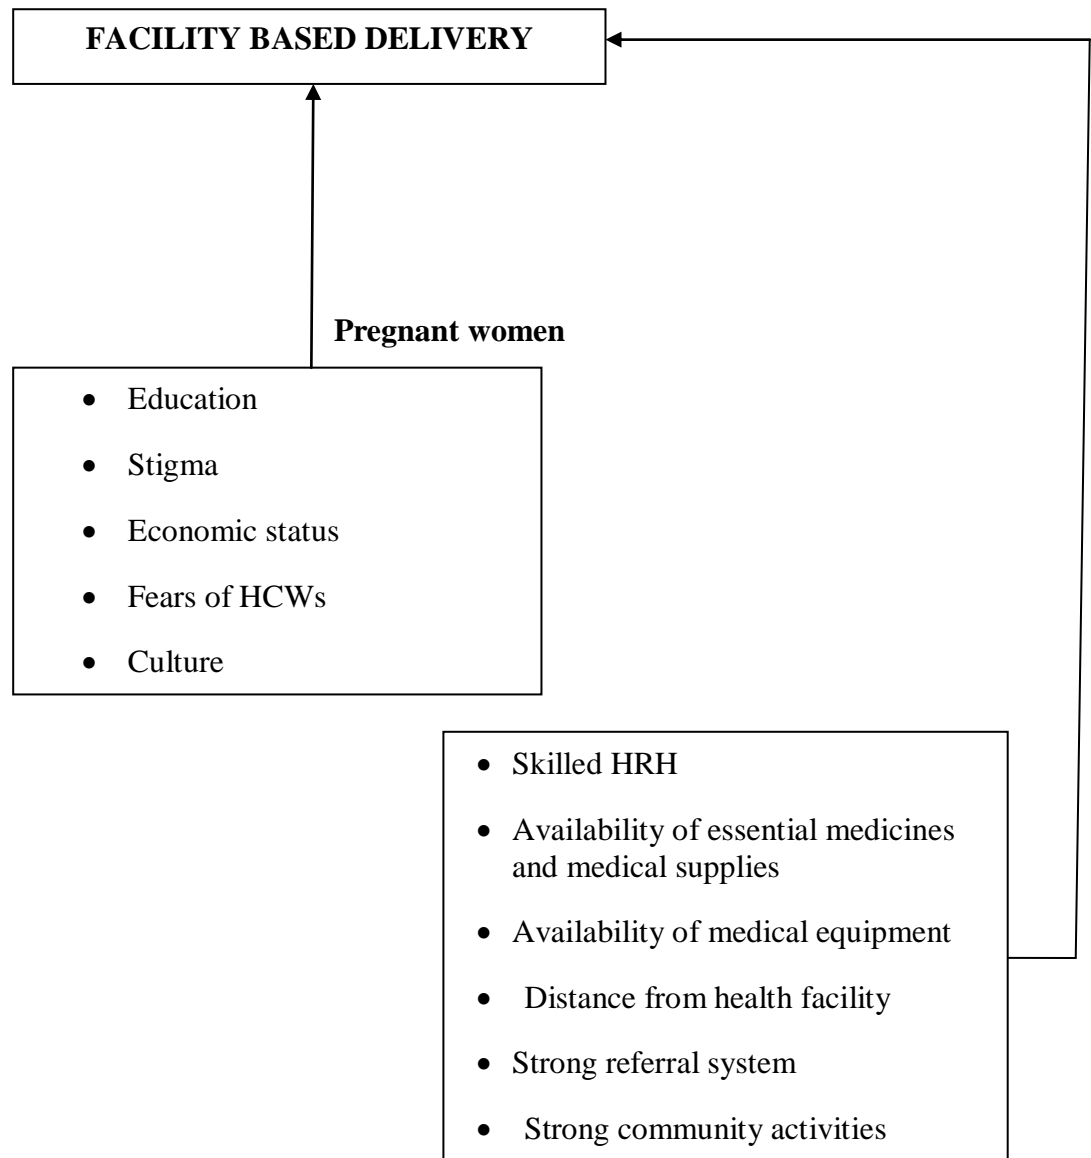 FACILITY BASED DELIVERY
Pregnant women
• Education
• Stigma
• Economic status
• Fears of HCWs
• Culture
• Skilled HRH
• Availability of essential medicines
and medical supplies
• Availability of medical equipment
• Distance from health facility
• Strong referral system
• Strong community activities